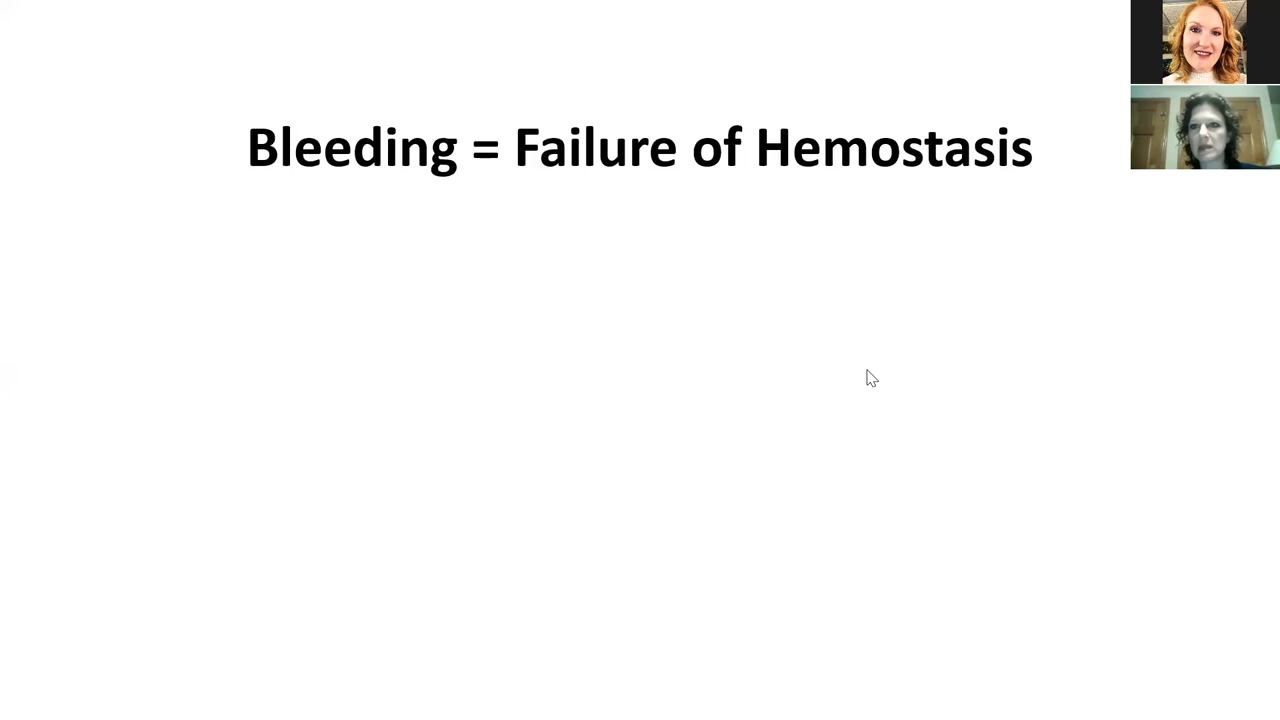 Bleeding = Failure of Hemostasis